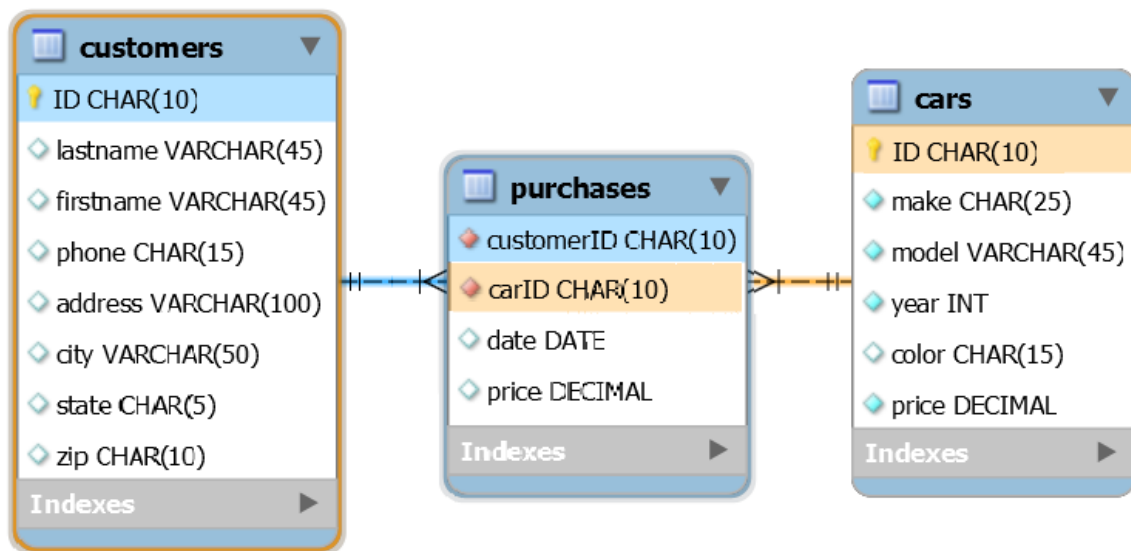 customers
ID CHAR(10)
lastname VARCHAR(45)
firstname VARCHAR(45)
phone CHAR(15)
address VARCHAR(100)
city VARCHAR(50)
state CHAR(5)
zip CHAR(10)
Indexes
purchases
customerID CHAR(10)
carID CHAR(10)
date DATE
price DECIMAL
Indexes
cars
ID CHAR(10)
make CHAR(25)
model VARCHAR(45)
year INT
color CHAR(15)
price DECIMAL
Indexes